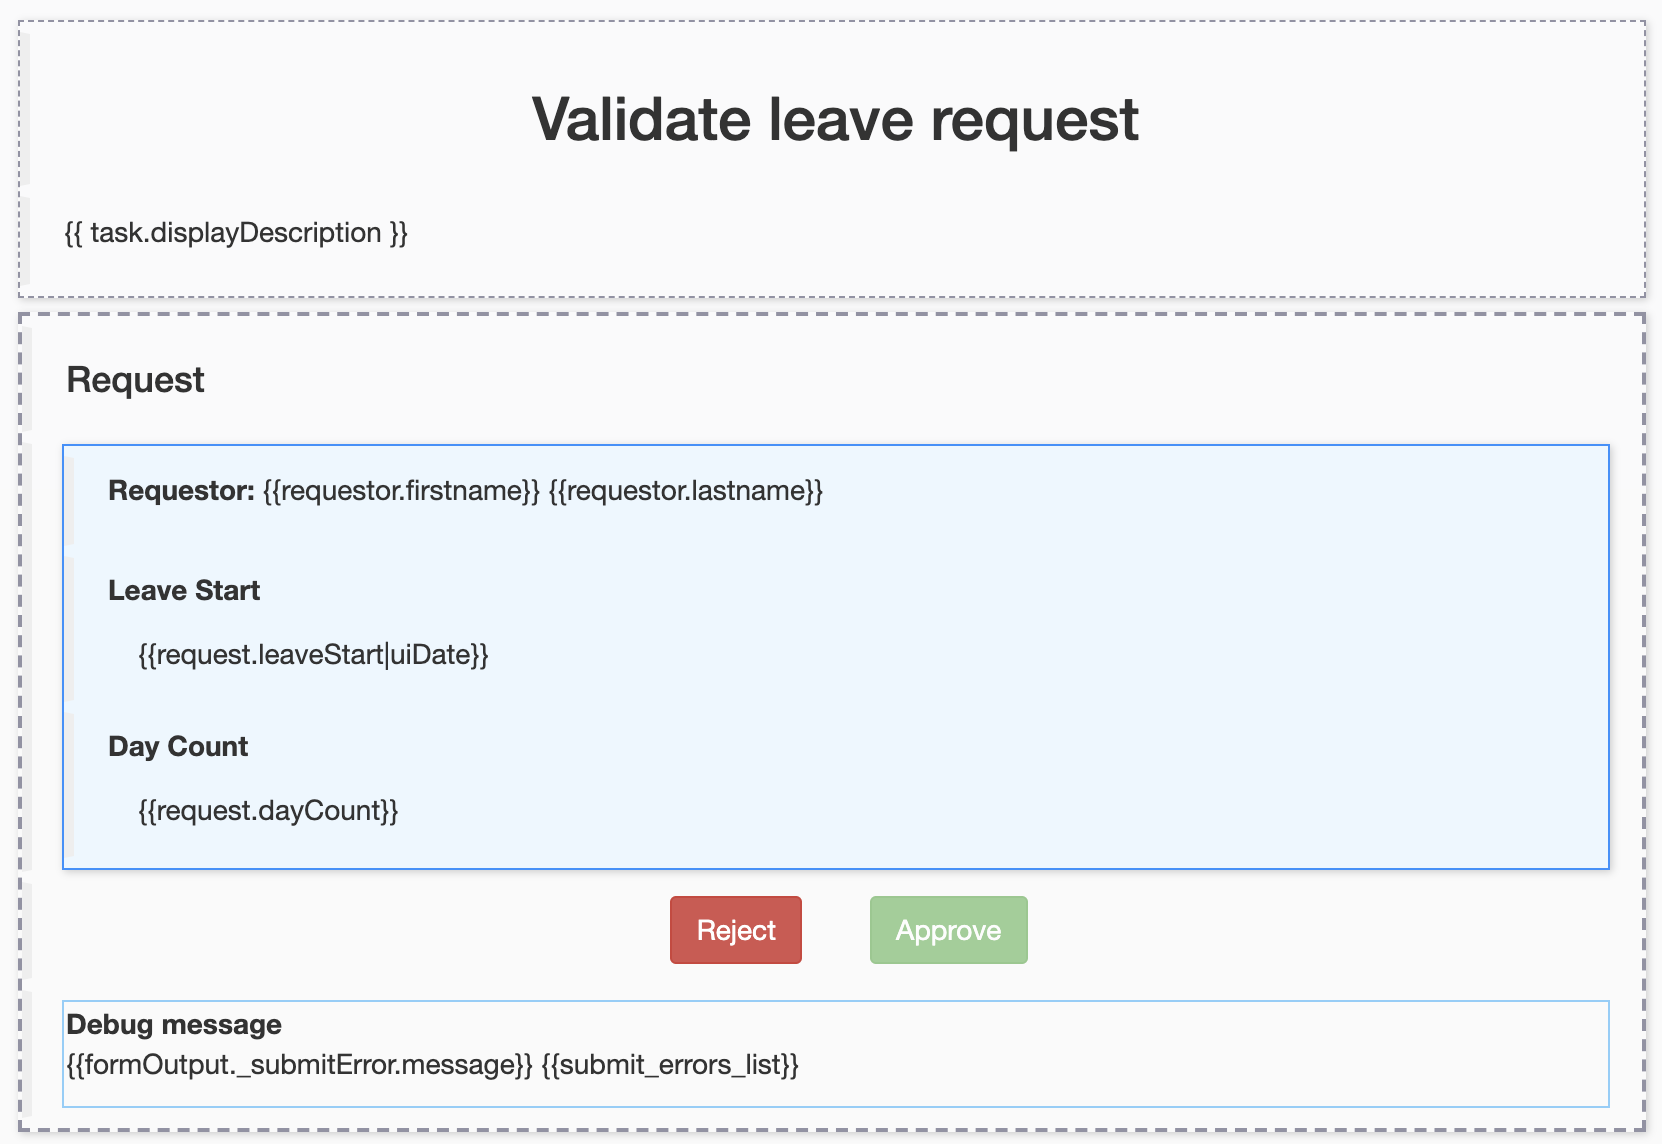 Validate leave request
{{ task.displayDescription }}
Request
Requestor: {{requestor.firstname}} {{requestor.lastname}}
Leave Start
{{request.leaveStart|uiDate}}
Day Count
{{request.dayCount}}
Reject Approve
Debug message
{{formOutput._submitError.message}} {{submit_errors_list}}